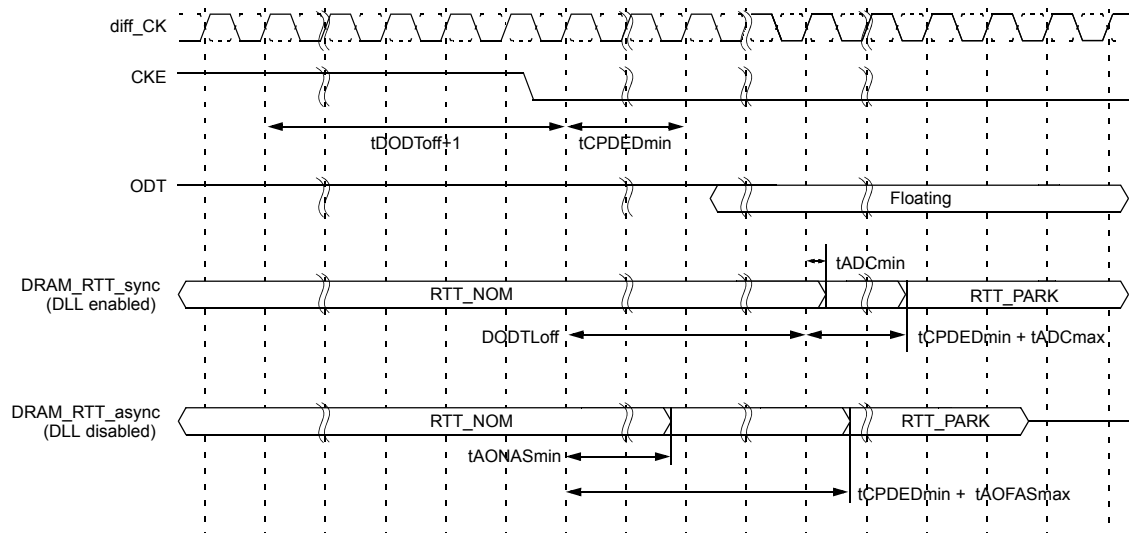 diff_CK
CKE
tDODToff+1
tCPDEDmin
ODT
Floating
tADCmin
DRAM_RTT_sync
(DLL enabled)
RTT_NOM
RTT_PARK
DODTLoff
tCPDEDmin + tADCmax
DRAM_RTT_async
(DLL disabled)
RTT_NOM
RTT_PARK
tAONASmin
tCPDEDmin + tAOFASmax